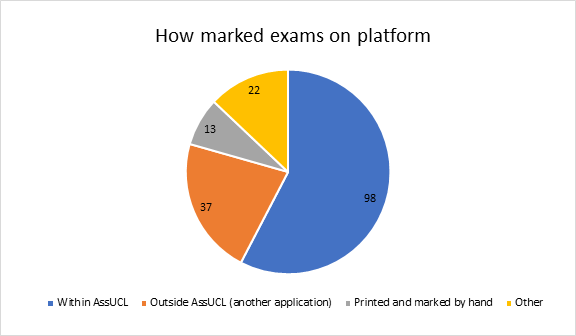 How marked exams on platform
22
13
37
98
Within AssUCL Outside AssUCL (another application) Printed and marked by hand Other